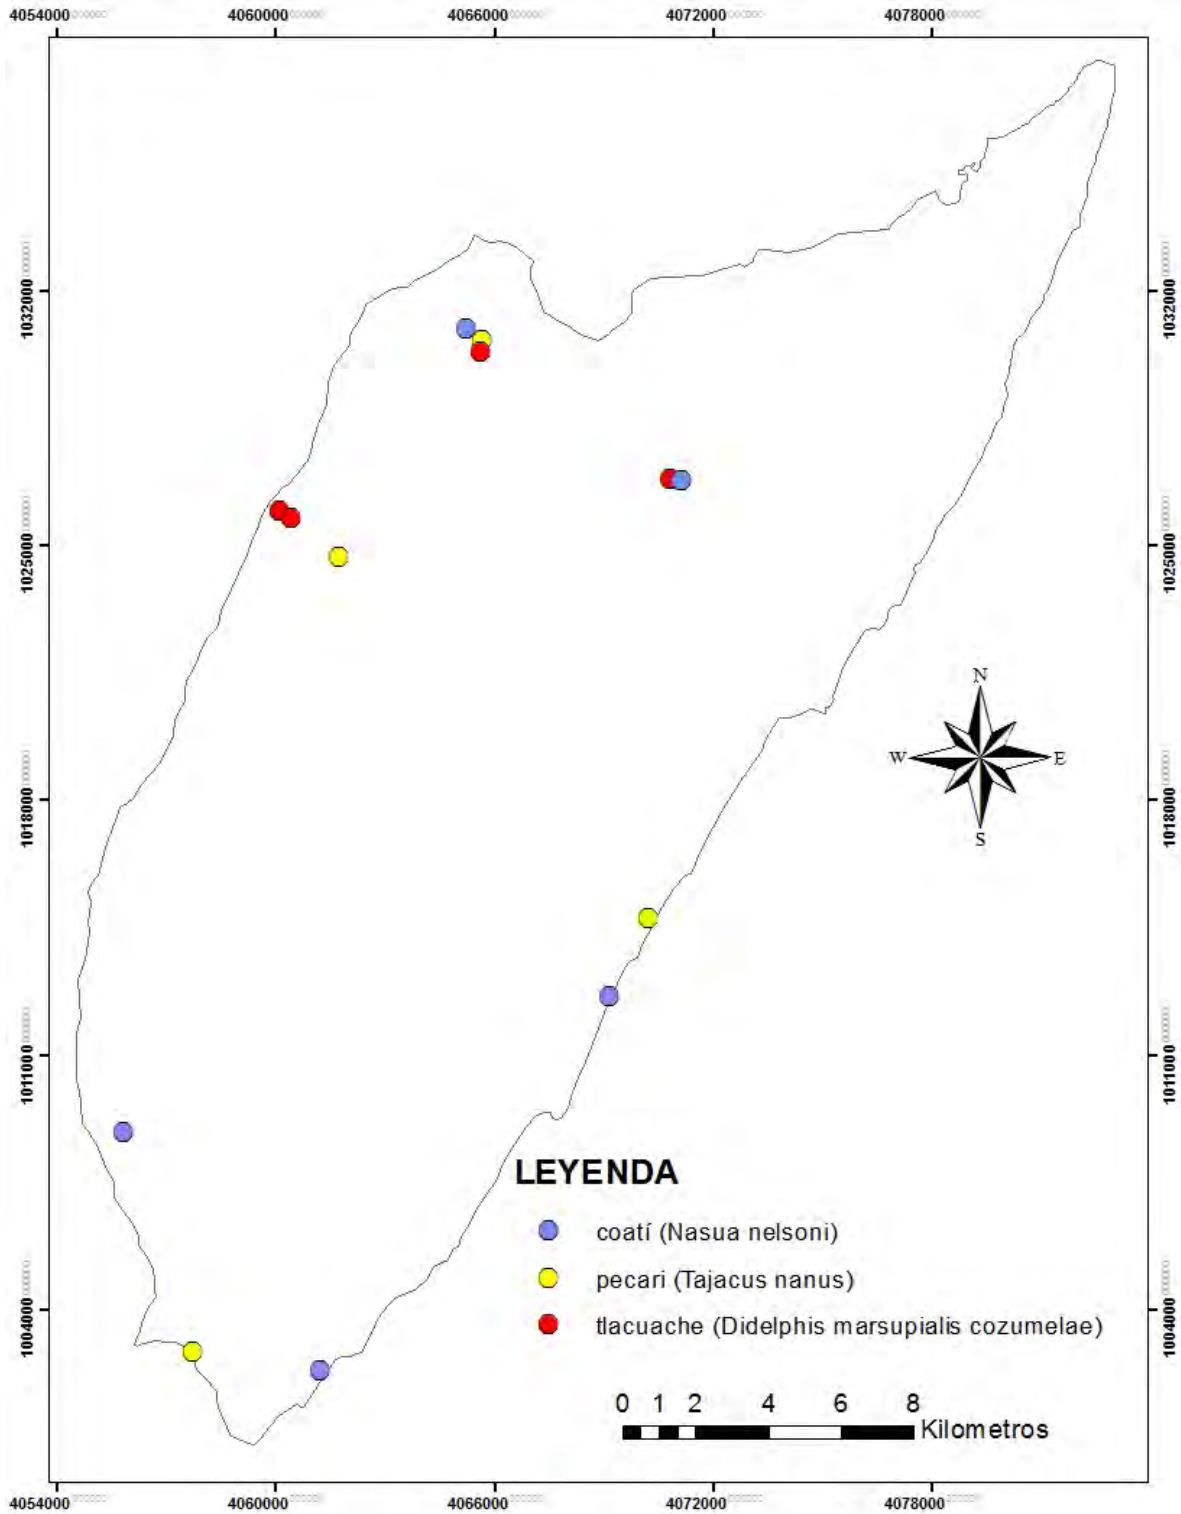 4054000 4060000 4066000 4072000 4078000
1032000 1032000
1025000 1025000
N
W E
S
1018000 1018000
1011000 1011000
LEYENDA
coatí (Nasua nelsoni)
pecari (Tajacus nanus)
tlacuache (Didelphis marsupialis cozumelae)
1004000 1004000
0 1 2 4 6 8
Kilometros
4054000 4060000 4066000 4072000 4078000